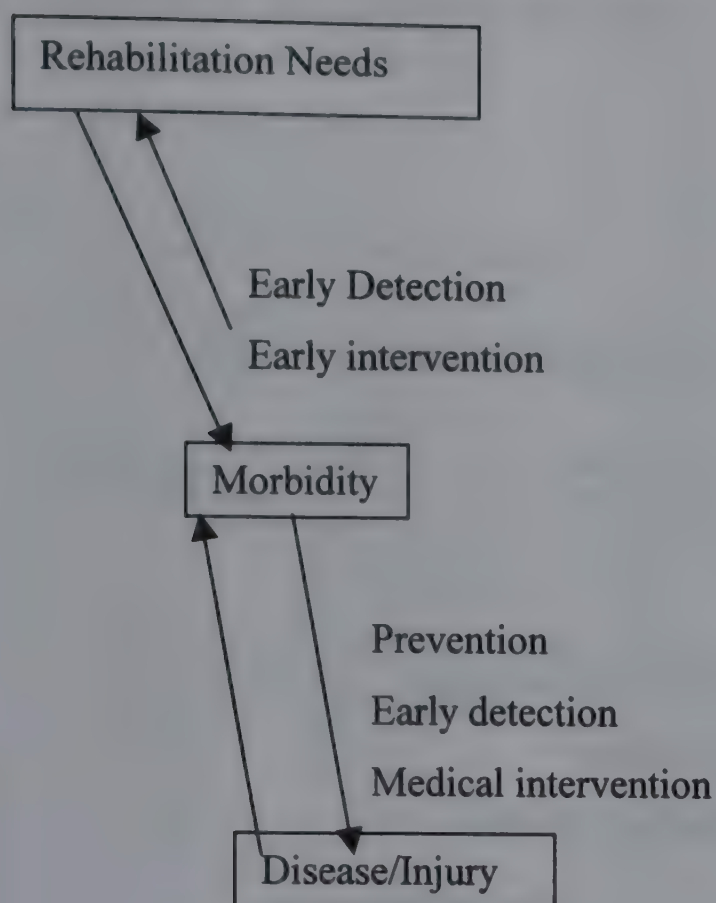 Rehabilitation Needs
Early Detection
Early intervention
Morbidity
Prevention
Early detection
Medical intervention
Disease/Injury